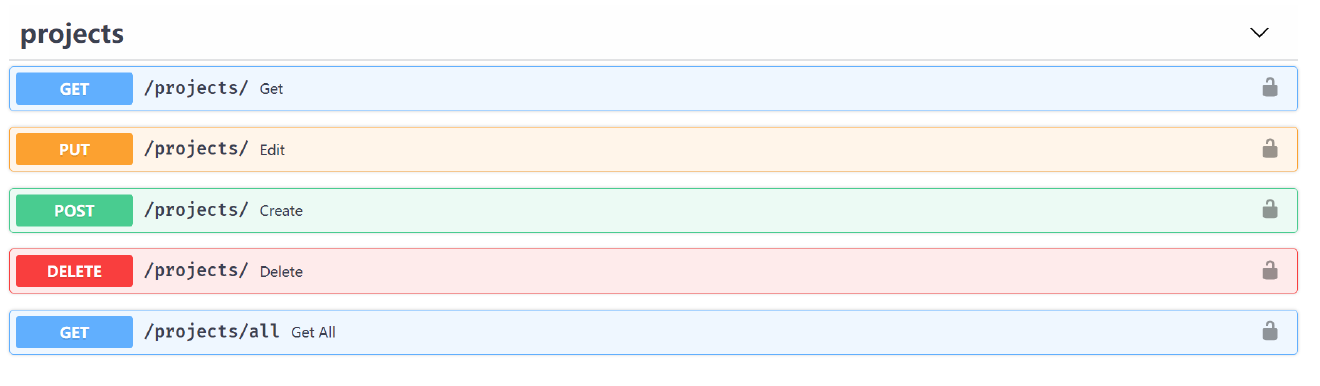 projects
GET /projects/ Get
PUT /projects/ Edit
POST /projects/ Create
DELETE /projects/ Delete
GET /projects/all Get All